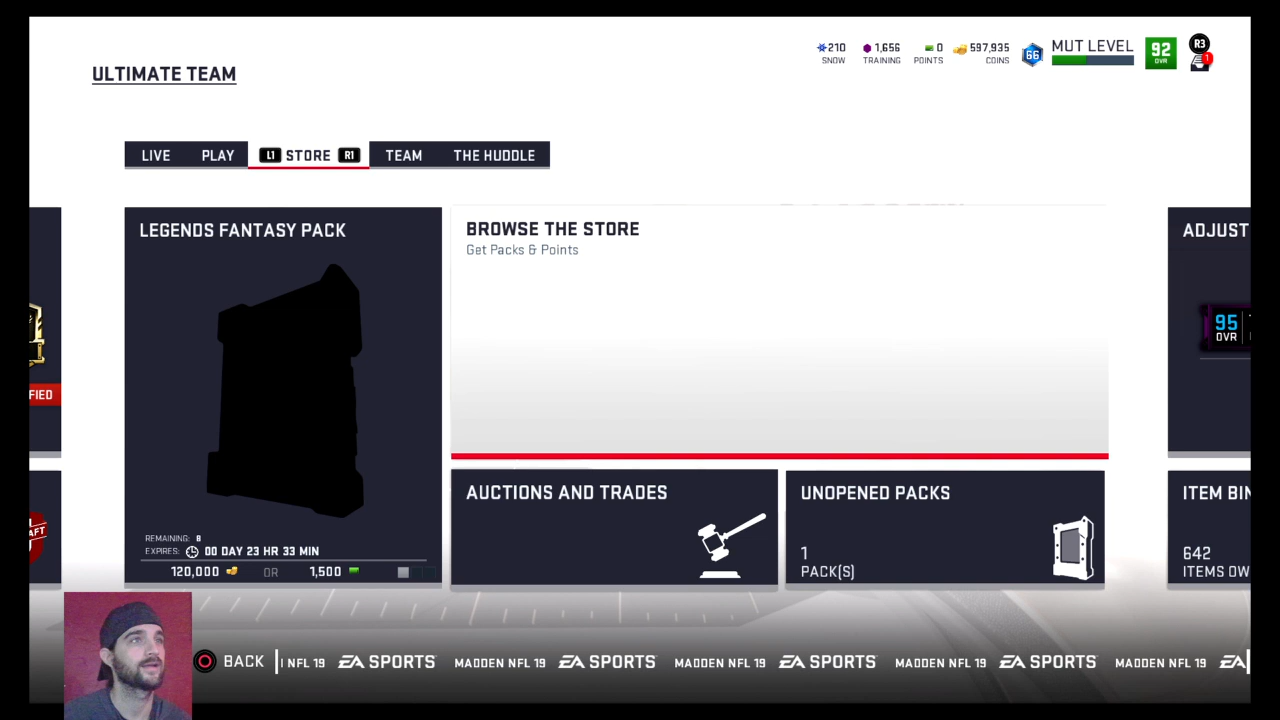 210 1,656 0 597,935 66 MUT LEVEL 92 R3
SNOW TRAINING POINTS COINS OVR 1
ULTIMATE TEAM
LIVE PLAY L1 STORE R1 TEAM THE HUDDLE
LEGENDS FANTASY PACK
BROWSE THE STORE
Get Packs & Points
ADJUST
95
OVR
FIED
REMAINING: 8
EXPIRES: 00 DAY 23 HR 33 MIN
120,000 OR 1,500
AUCTIONS AND TRADES
UNOPENED PACKS
1
PACK(S)
ITEM BIN
642
ITEMS OW
AFT
BACK I NFL 19 EA SPORTS MADDEN NFL 19 EA SPORTS MADDEN NFL 19 EA SPORTS MADDEN NFL 19 EA SPORTS MADDEN NFL 19 EA